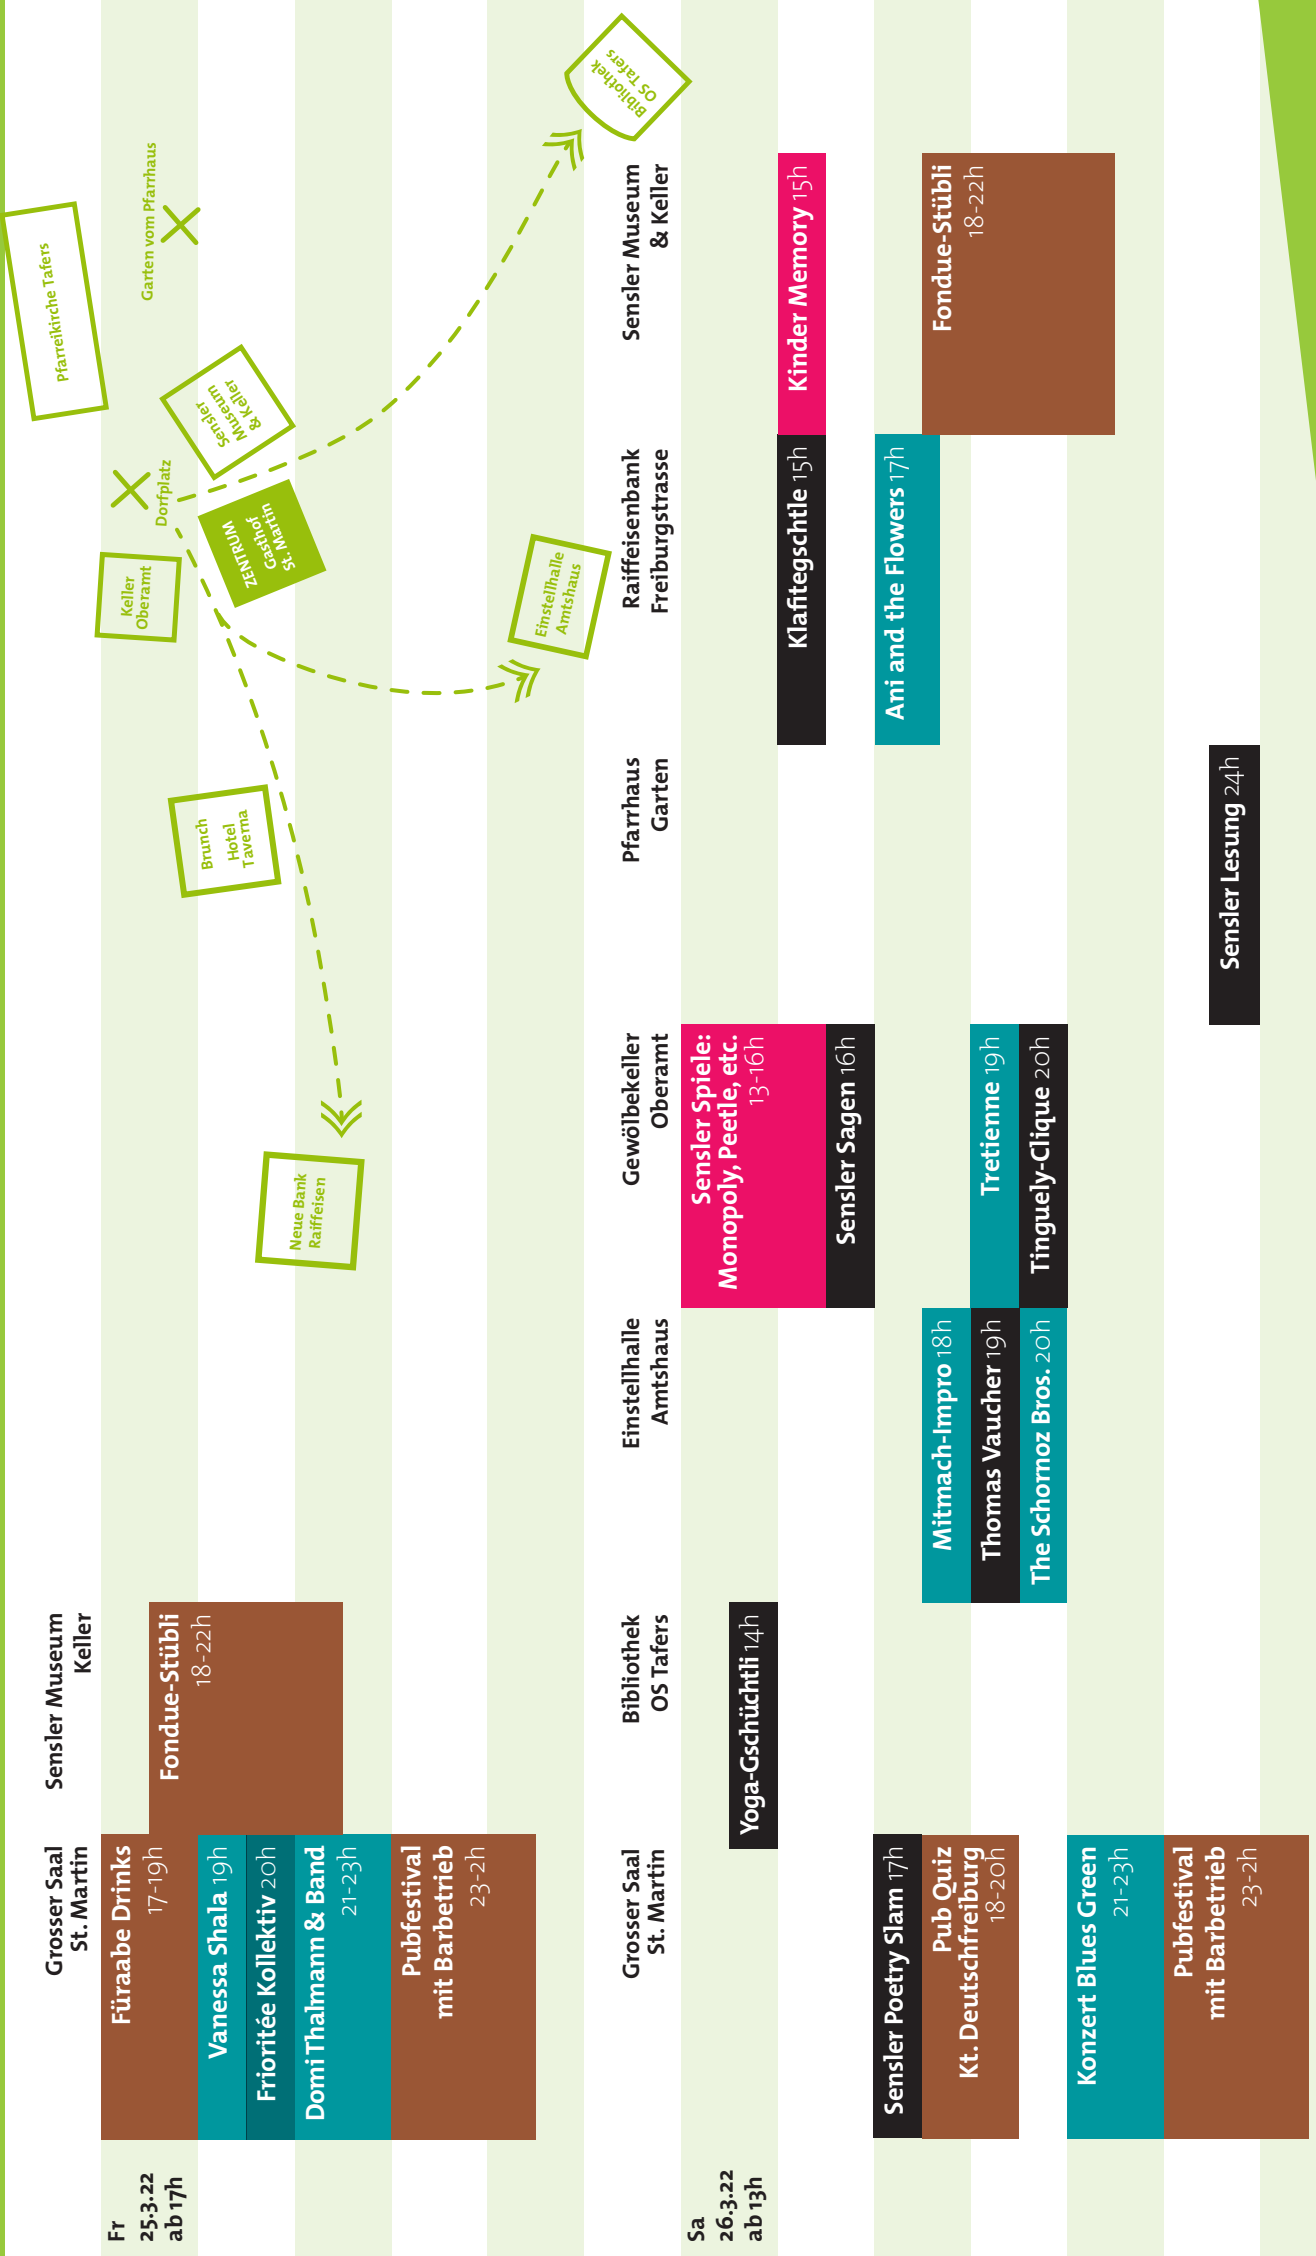 Fr
25.3.22
ab 17h
Grosser Saal
St. Martin
Füraabe Drinks
17-19h
Vanessa Shala 19h
Frioritée Kollektiv 20h
Domi Thalmann & Band
21-23h
Pubfestival
mit Barbetrieb
23-2h
Sensler Museum
Keller
Fondue-Stübli
18-22h
Neue Bank
Raiffeisen
Brunch
Hotel
Taverna
Keller
Oberamt
Dorfplatz
ZENTRUM
Gasthof
St. Martin
Sensler
Museum
& Keller
Pfarreikirche Tafers
Garten vom Pfarrhaus
Einstellhalle
Amtshaus
Bibliothek
OS Tafers
Sa
26.3.22
ab 13h
Grosser Saal
St. Martin
Sensler Poetry Slam 17h
Pub Quiz
Kt. Deutschfreiburg
18-20h
Konzert Blues Green
21-23h
Pubfestival
mit Barbetrieb
23-2h
Bibliothek
OS Tafers
Yoga-Gschüchtli 14h
Einstellhalle
Amtshaus
Mitmach-Impro 18h
Thomas Vaucher 19h
The Schornoz Bros. 20h
Gewölbekeller
Oberamt
Sensler Spiele:
Monopoly, Peetle, etc.
13-16h
Sensler Sagen 16h
Tretienne 19h
Tinguely-Clique 20h
Pfarrhaus
Garten
Sensler Lesung 24h
Raiffeisenbank
Freiburgstrasse
Klafitegschtle 15h
Ani and the Flowers 17h
Sensler Museum
& Keller
Kinder Memory 15h
Fondue-Stübli
18-22h